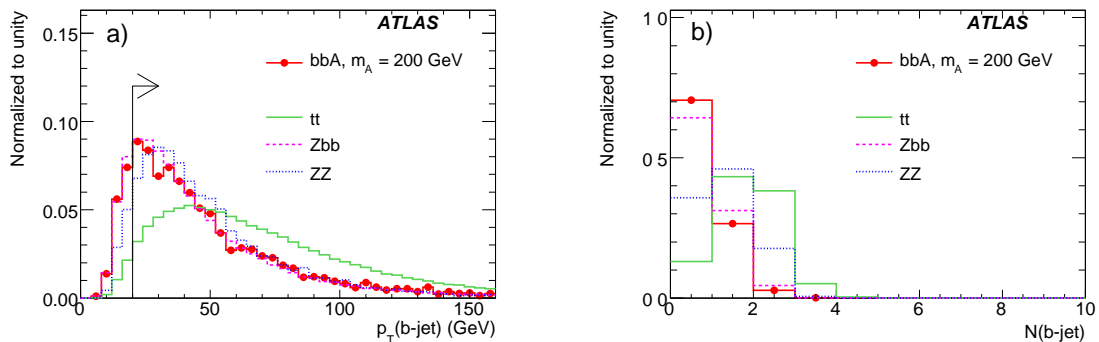 Normalized to unity
0.15
0.10
0.05
0.00
a)
ATLAS
bbA, m_A = 200 GeV
tt
Zbb
ZZ
0 50 100 150
p_T(b-jet) (GeV)
Normalized to unity
1
0 5
0 0
b)
ATLAS
bbA, m_A = 200 GeV
tt
Zbb
ZZ
0 2 4 6 8 10
N(b-jet)